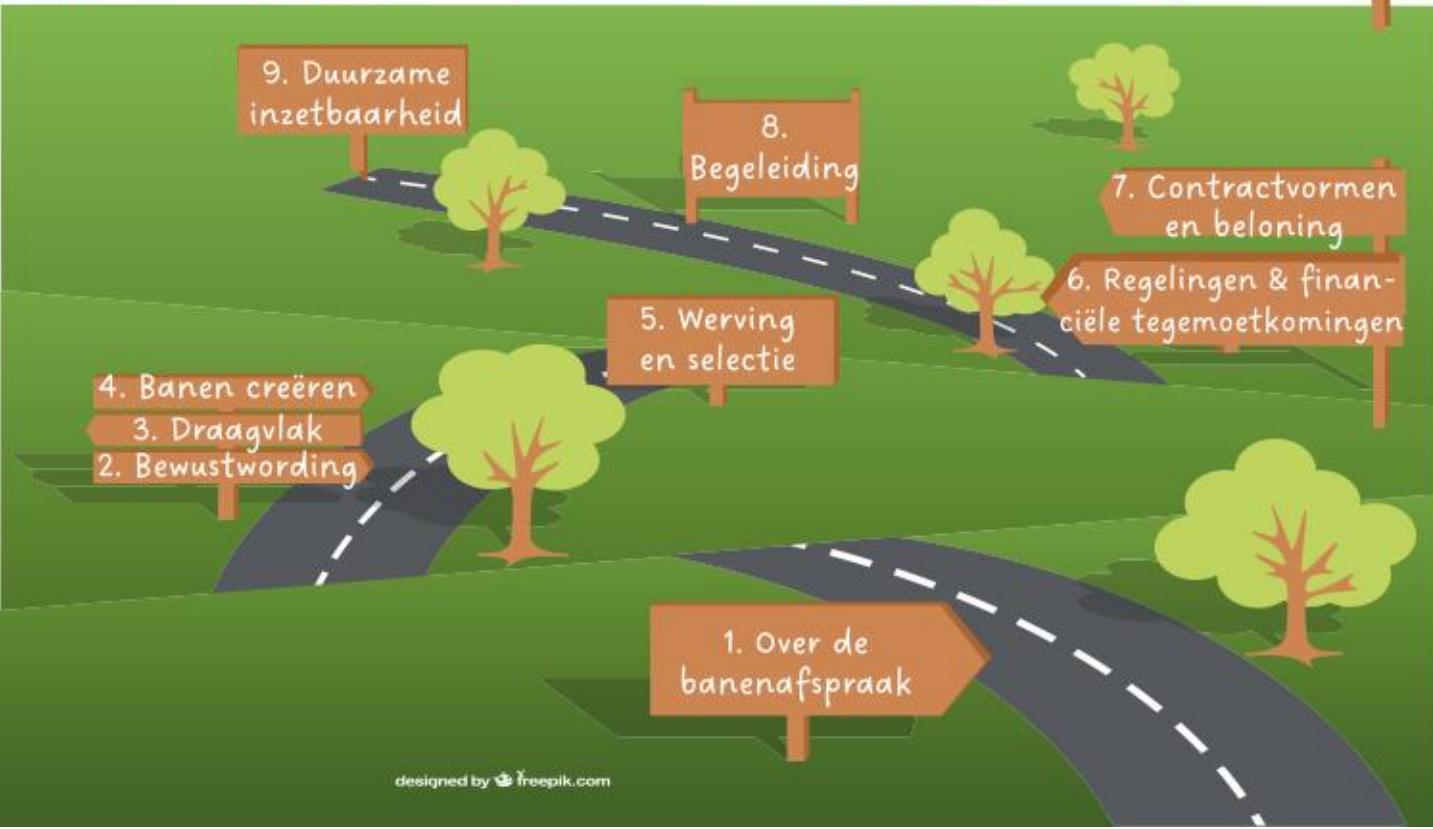 9. Duurzame
inzetbaarheid
8.
Begeleiding
7. Contractvormen
en beloning
6. Regelingen & finan-
ciële tegemoetkomingen
5. Werving
en selectie
4. Banen creëren
3. Draagvlak
2. Bewustwording
1. Over de
banenafspraak
designed by freepik.com